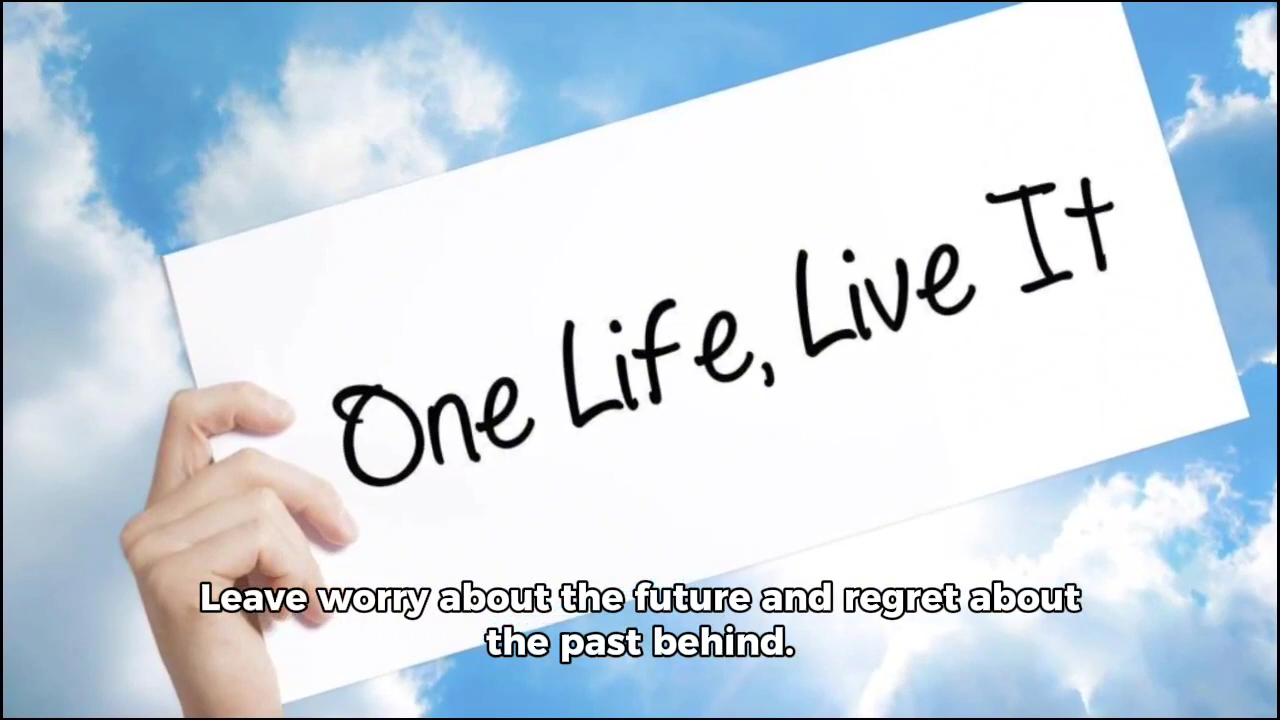 One Life, Live It
Leave worry about the future and regret about
the past behind.